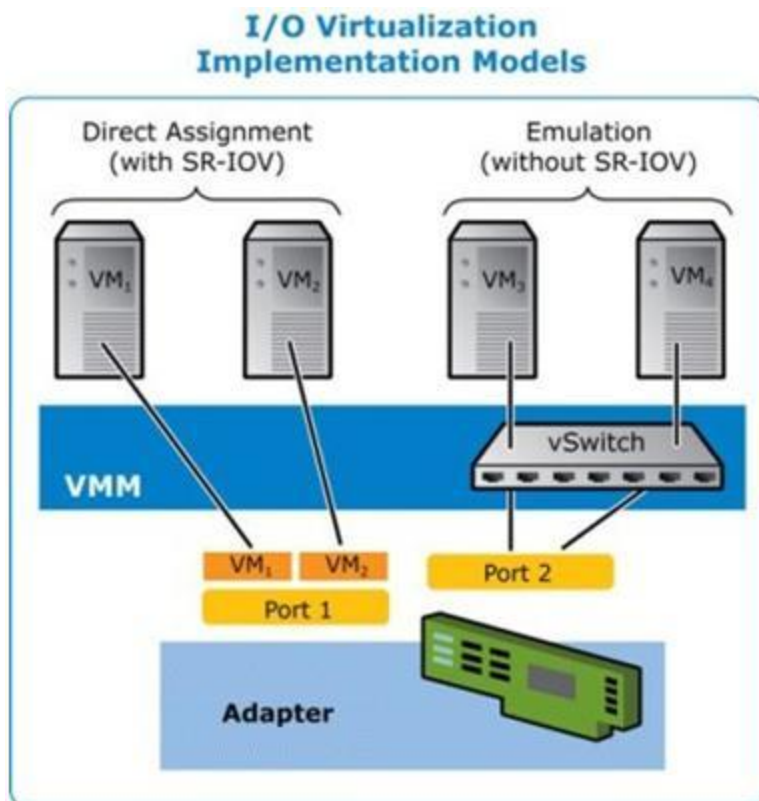 I/O Virtualization
Implementation Models
Direct Assignment
(with SR-IOV)
Emulation
(without SR-IOV)
VM₁
VM₂
VM₃
VM₄
vSwitch
VMM
VM₁
VM₂
Port 1
Port 2
Adapter